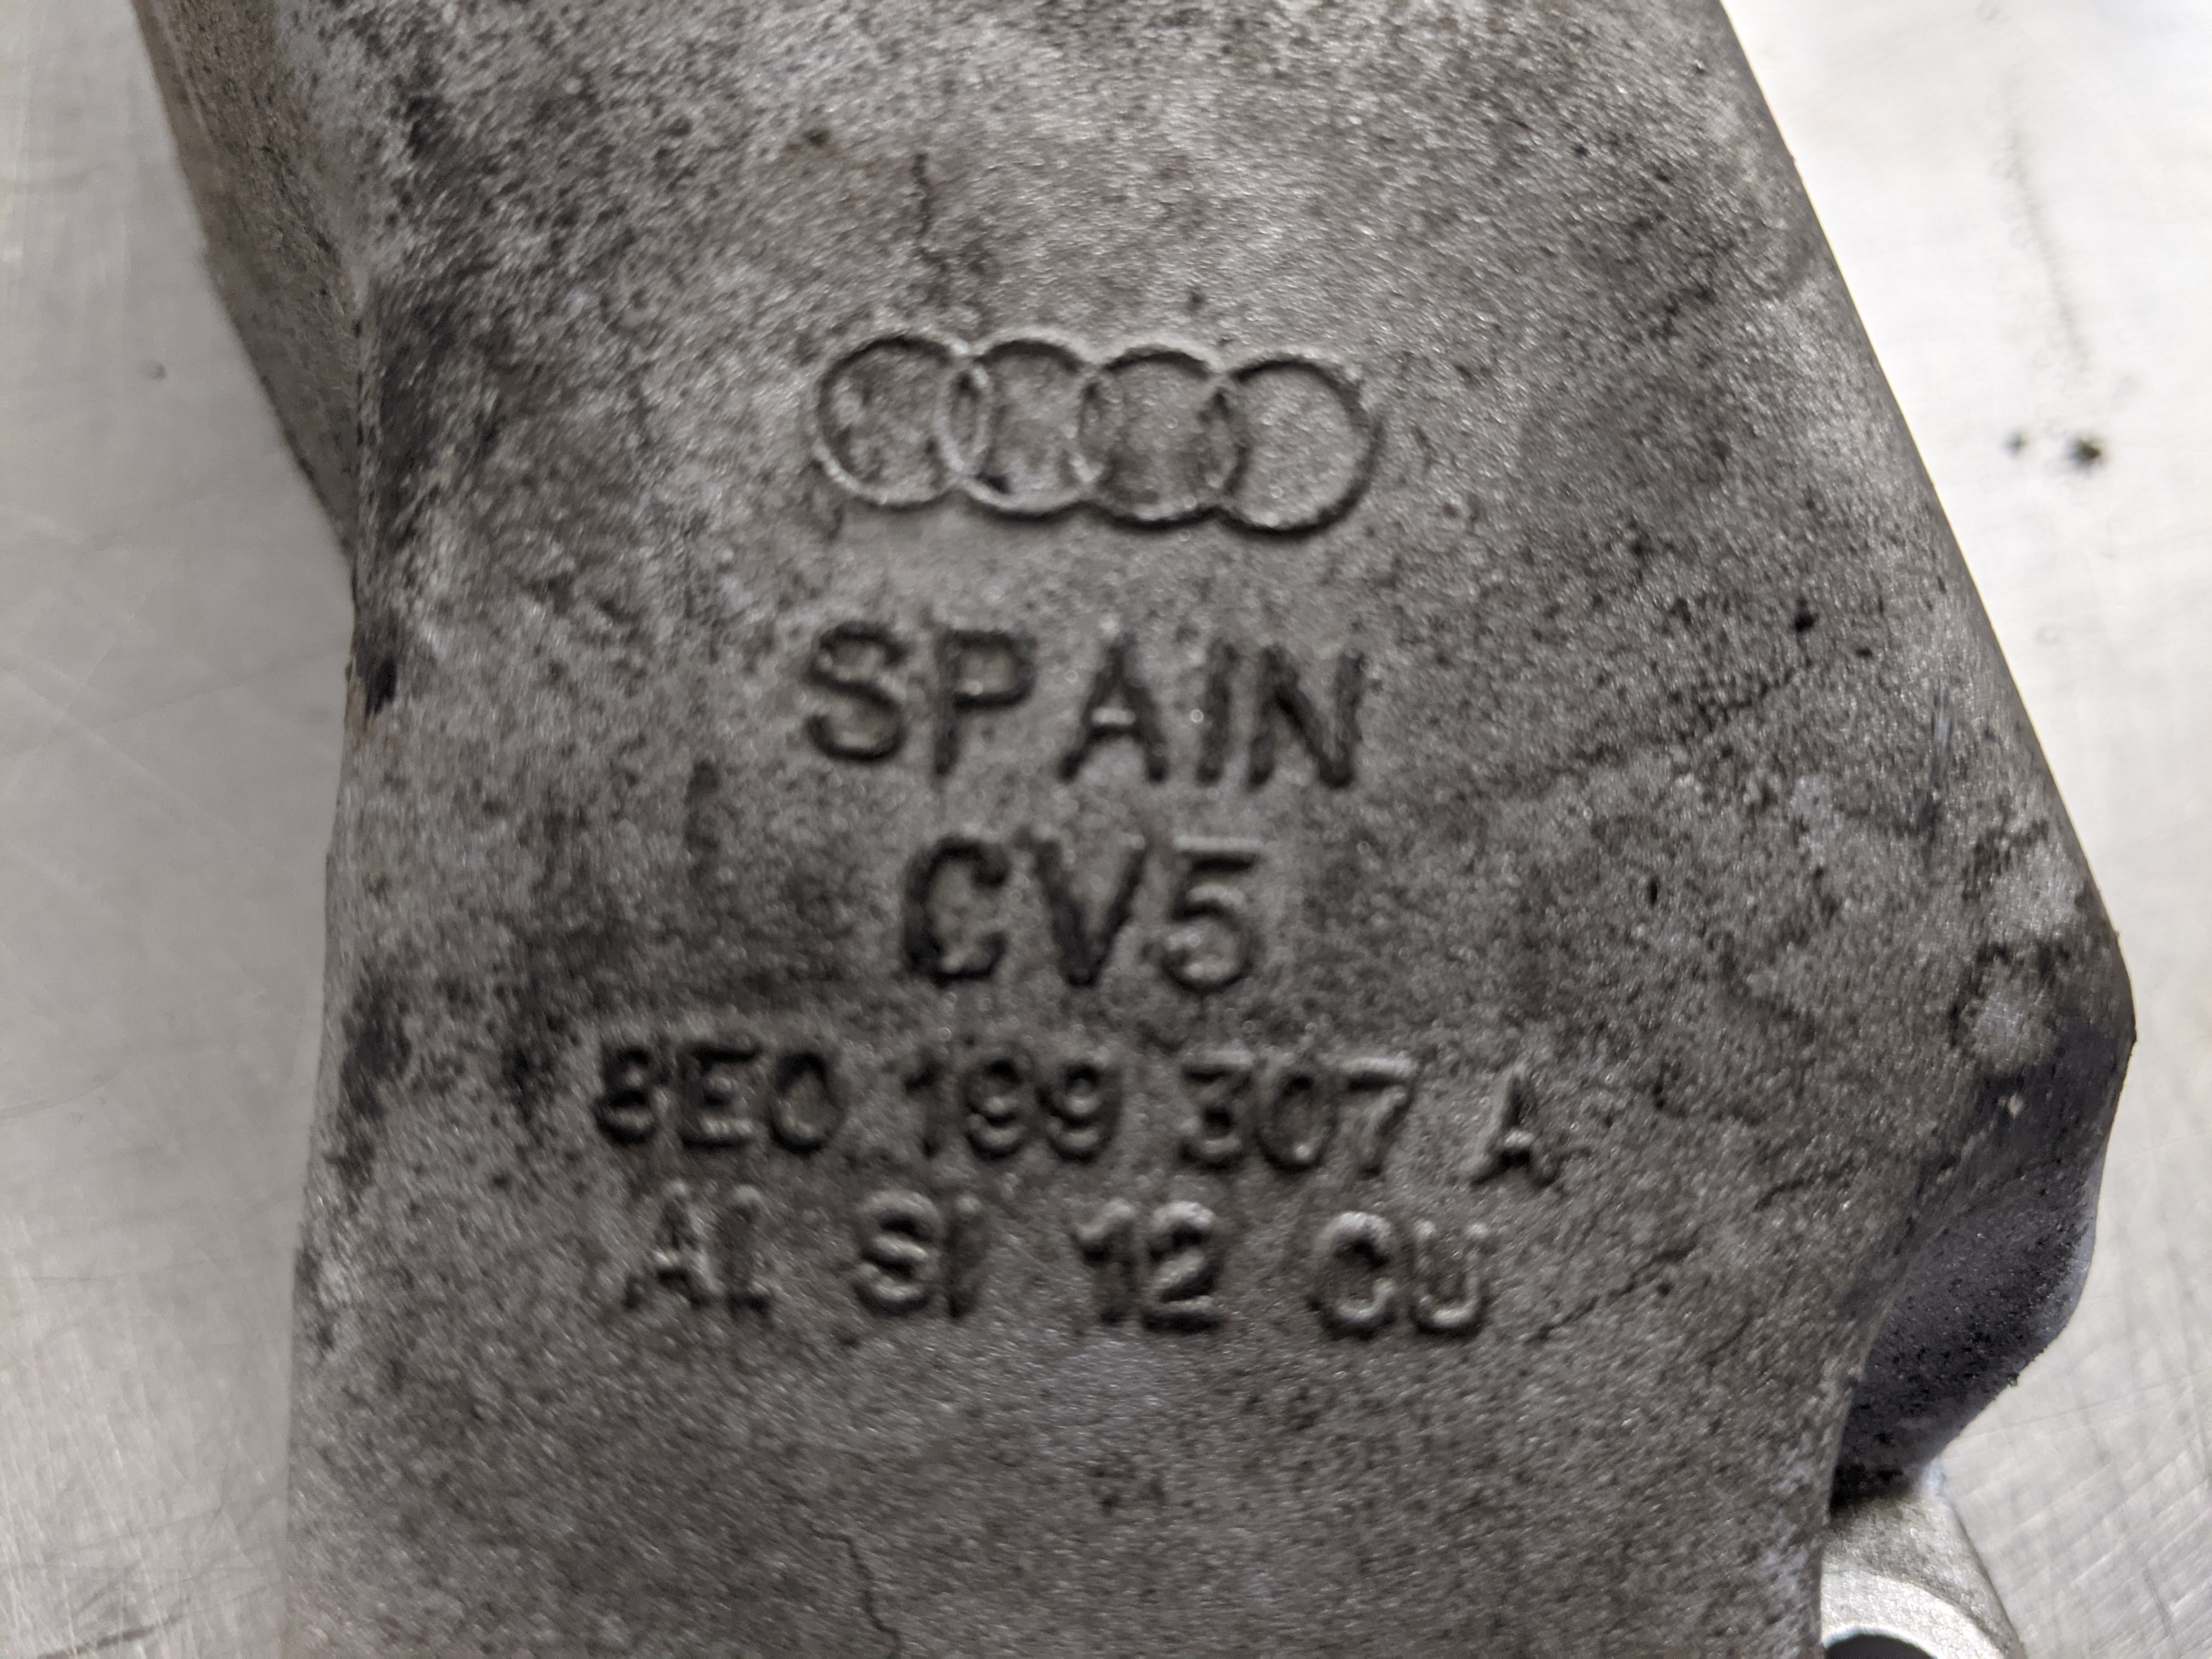 SPAIN
CV5
8E0 199 307 A
AL SI 12 CU